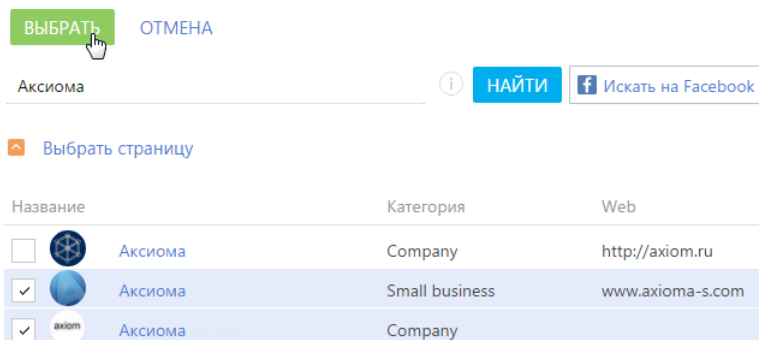 ВЫБРАТЬ ОТМЕНА
Аксиома i НАЙТИ f Искать на Facebook
Выбрать страницу
Название Категория Web
Аксиома Company http://axiom.ru
Аксиома Small business www.axioma-s.com
axiom Аксиома Company